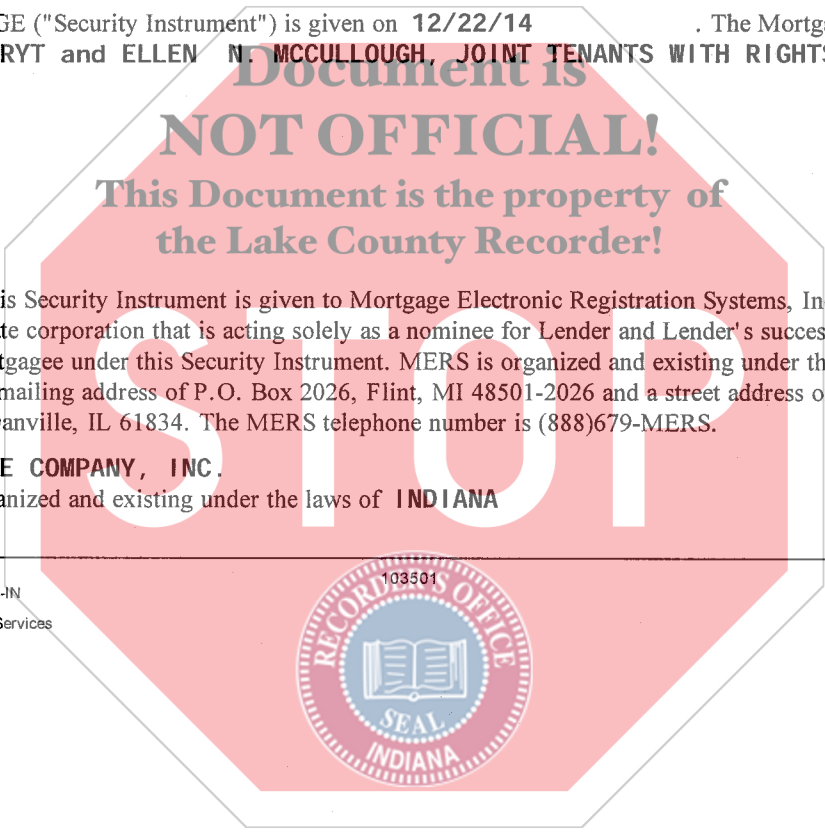 GE ("Security Instrument") is given on 12/22/14 . The Mortga
RYT and ELLEN N. MCCULLOUGH, JOINT TENANTS WITH RIGHTS
Document is
NOT OFFICIAL!
This Document is the property of
the Lake County Recorder!
is Security Instrument is given to Mortgage Electronic Registration Systems, In
te corporation that is acting solely as a nominee for Lender and Lender's succes
tgagee under this Security Instrument. MERS is organized and existing under th
mailing address of P.O. Box 2026, Flint, MI 48501-2026 and a street address o
anville, IL 61834. The MERS telephone number is (888)679-MERS.
STOP
E COMPANY, INC.
anized and existing under the laws of INDIANA
103501
-IN
Services
RECORDER'S OFFICE
SEAL
INDIANA